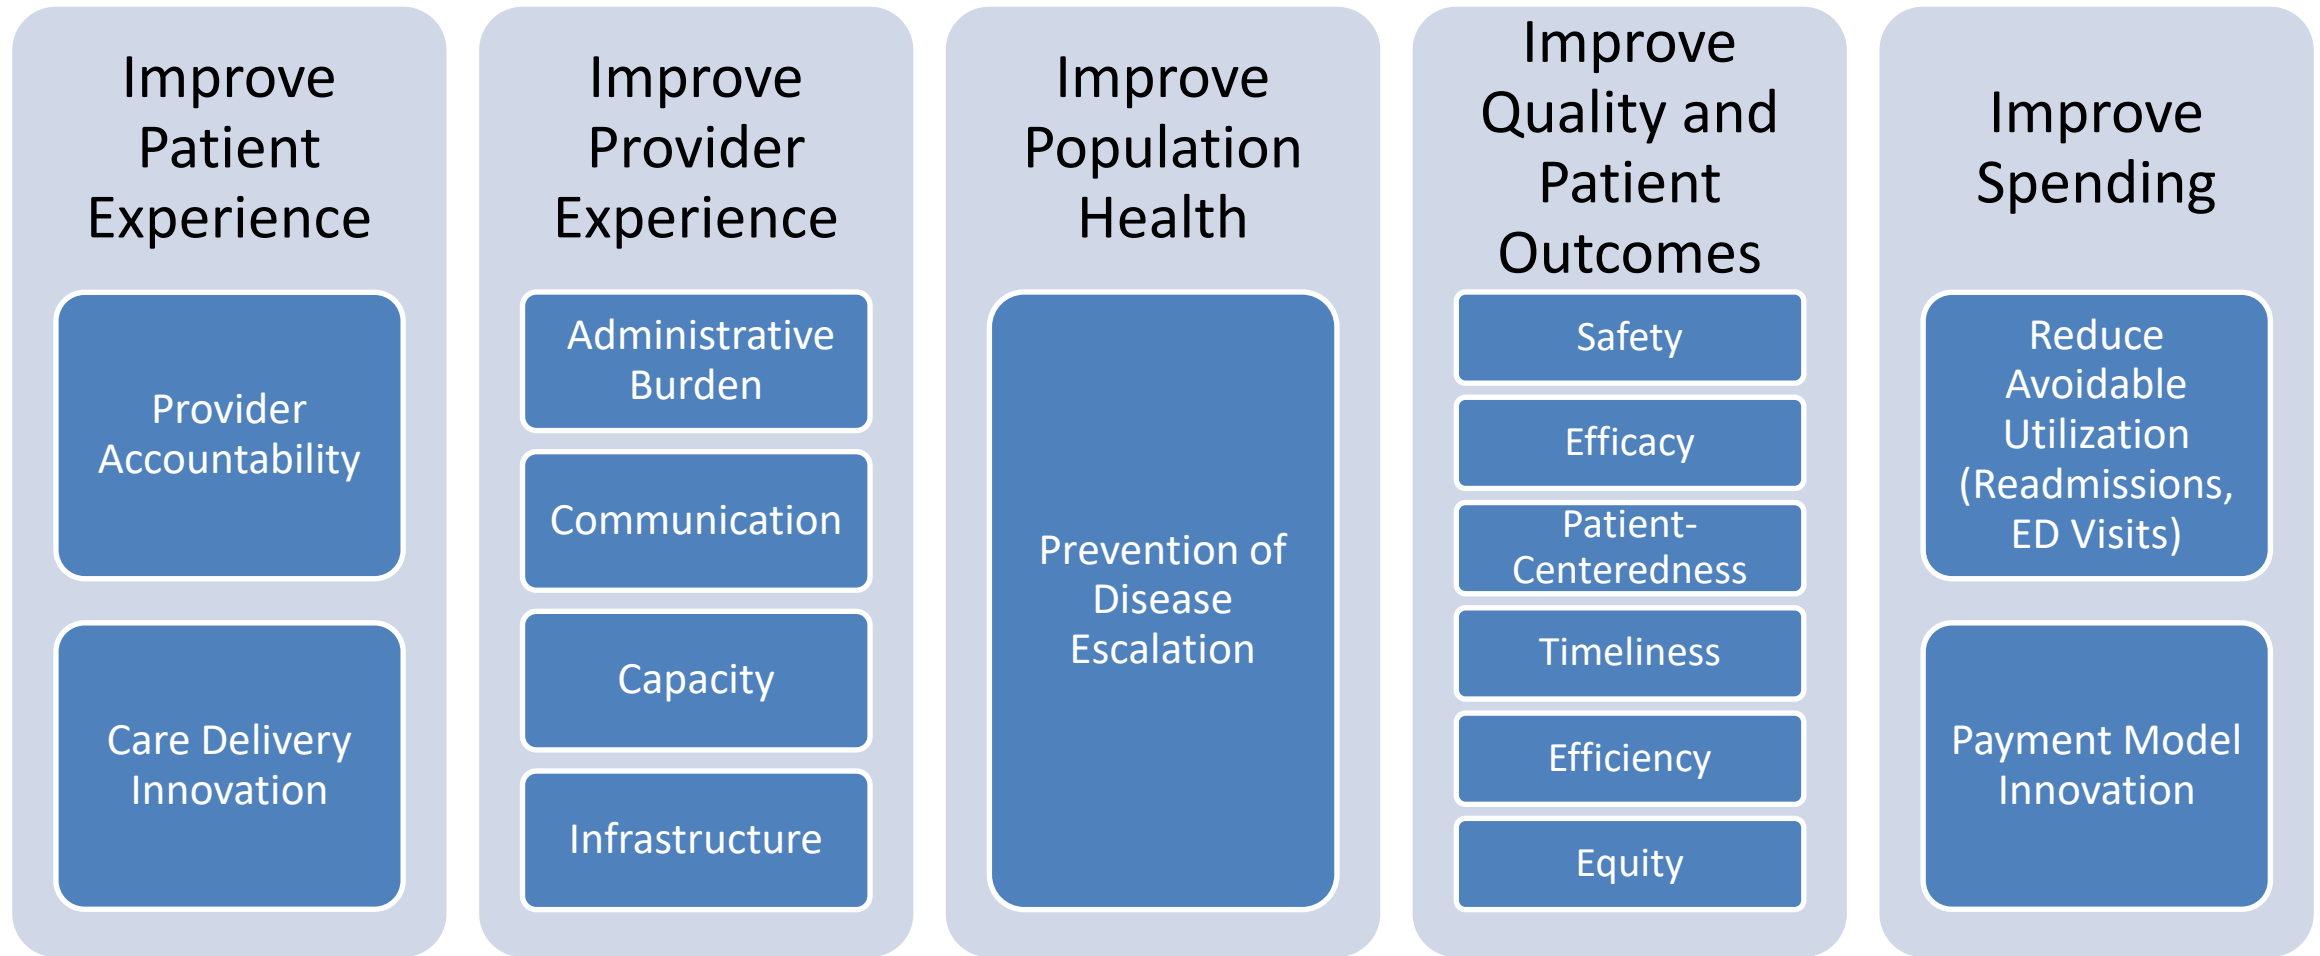 Improve
Patient
Experience
Provider
Accountability
Care Delivery
Innovation
Improve
Provider
Experience
Administrative
Burden
Communication
Capacity
Infrastructure
Improve
Population
Health
Prevention of
Disease
Escalation
Improve
Quality and
Patient
Outcomes
Safety
Efficacy
Patient-
Centeredness
Timeliness
Efficiency
Equity
Improve
Spending
Reduce
Avoidable
Utilization
(Readmissions,
ED Visits)
Payment Model
Innovation